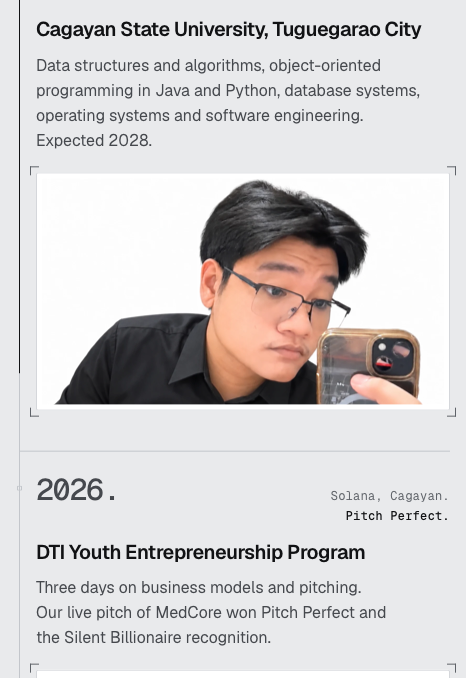 Cagayan State University, Tuguegarao City
Data structures and algorithms, object-oriented
programming in Java and Python, database systems,
operating systems and software engineering.
Expected 2028.
2026.
Solana, Cagayan.
Pitch Perfect.
DTI Youth Entrepreneurship Program
Three days on business models and pitching.
Our live pitch of MedCore won Pitch Perfect and
the Silent Billionaire recognition.